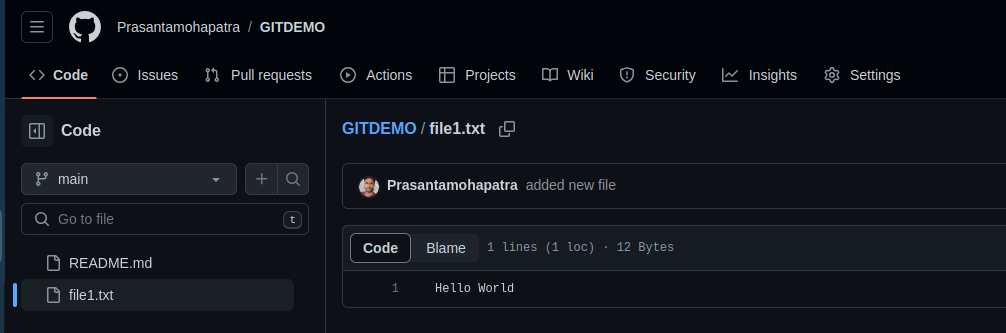 Prasantamohapatra / GITDEMO
Code Issues Pull requests Actions Projects Wiki Security Insights Settings
Code
main
Go to file t
README.md
file1.txt
GITDEMO / file1.txt
Prasantamohapatra added new file
Code Blame 1 lines (1 loc) · 12 Bytes
1 Hello World